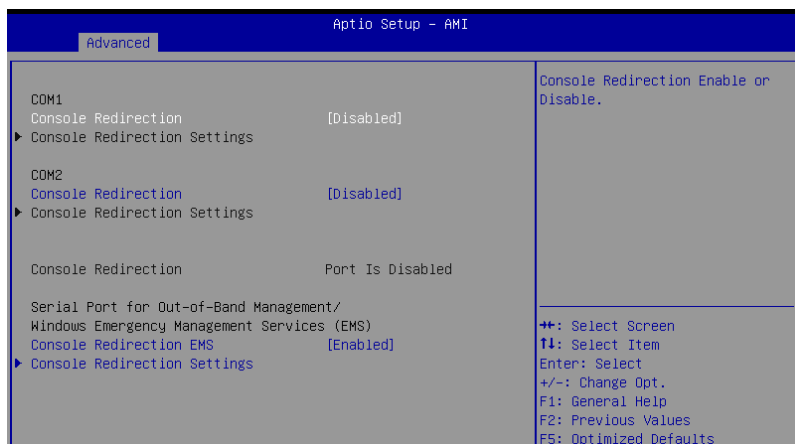 Aptio Setup – AMI
Advanced
COM1
Console Redirection [Disabled]
Console Redirection Settings
COM2
Console Redirection [Disabled]
Console Redirection Settings
Console Redirection Port Is Disabled
Serial Port for Out-of-Band Management/
Windows Emergency Management Services (EMS)
Console Redirection EMS [Enabled]
Console Redirection Settings
Console Redirection Enable or
Disable.
→←: Select Screen
↑↓: Select Item
Enter: Select
+/-: Change Opt.
F1: General Help
F2: Previous Values
F5: Optimized Defaults